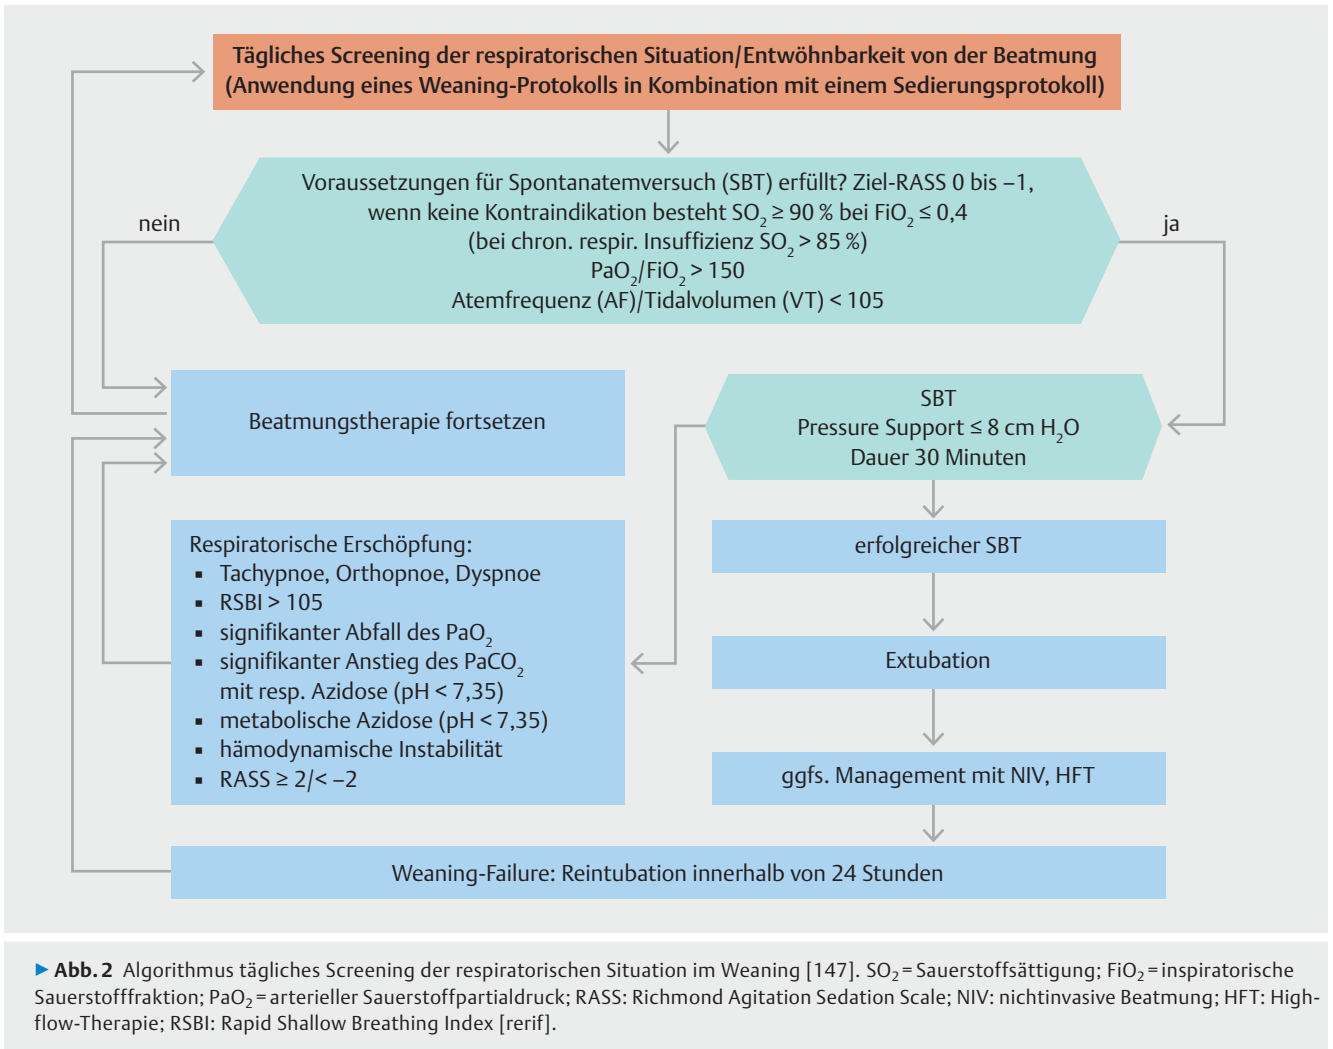 Tägliches Screening der respiratorischen Situation/Entwöhnbarkeit von der Beatmung
(Anwendung eines Weaning-Protokolls in Kombination mit einem Sedierungsprotokoll)
Voraussetzungen für Spontanatemversuch (SBT) erfüllt? Ziel-RASS 0 bis –1,
wenn keine Kontraindikation besteht SO₂ ≥ 90 % bei FiO₂ ≤ 0,4
(bei chron. respir. Insuffizienz SO₂ > 85 %)
PaO₂/FiO₂ > 150
Atemfrequenz (AF)/Tidalvolumen (VT) < 105
nein
ja
Beatmungstherapie fortsetzen
SBT
Pressure Support ≤ 8 cm H₂O
Dauer 30 Minuten
Respiratorische Erschöpfung:
▪ Tachypnoe, Orthopnoe, Dyspnoe
▪ RSBI > 105
▪ signifikanter Abfall des PaO₂
▪ signifikanter Anstieg des PaCO₂
mit resp. Azidose (pH < 7,35)
▪ metabolische Azidose (pH < 7,35)
▪ hämodynamische Instabilität
▪ RASS ≥ 2/< –2
erfolgreicher SBT
Extubation
ggfs. Management mit NIV, HFT
Weaning-Failure: Reintubation innerhalb von 24 Stunden
▶ Abb. 2 Algorithmus tägliches Screening der respiratorischen Situation im Weaning [147]. SO₂ = Sauerstoffsättigung; FiO₂ = inspiratorische
Sauerstofffraktion; PaO₂ = arterieller Sauerstoffpartialdruck; RASS: Richmond Agitation Sedation Scale; NIV: nichtinvasive Beatmung; HFT: High-
flow-Therapie; RSBI: Rapid Shallow Breathing Index [rerif].